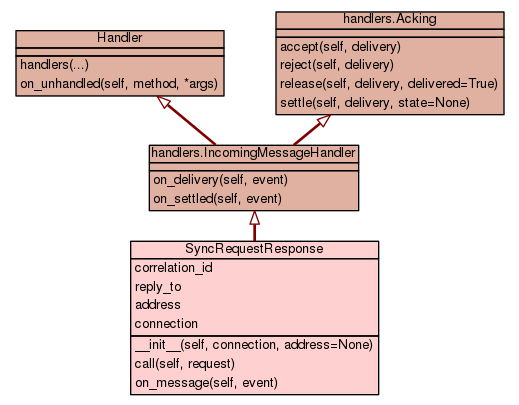 Handler
handlers(...)
on_unhandled(self, method, *args)
handlers.Acking
accept(self, delivery)
reject(self, delivery)
release(self, delivery, delivered=True)
settle(self, delivery, state=None)
handlers.IncomingMessageHandler
on_delivery(self, event)
on_settled(self, event)
SyncRequestResponse
correlation_id
reply_to
address
connection
__init__(self, connection, address=None)
call(self, request)
on_message(self, event)